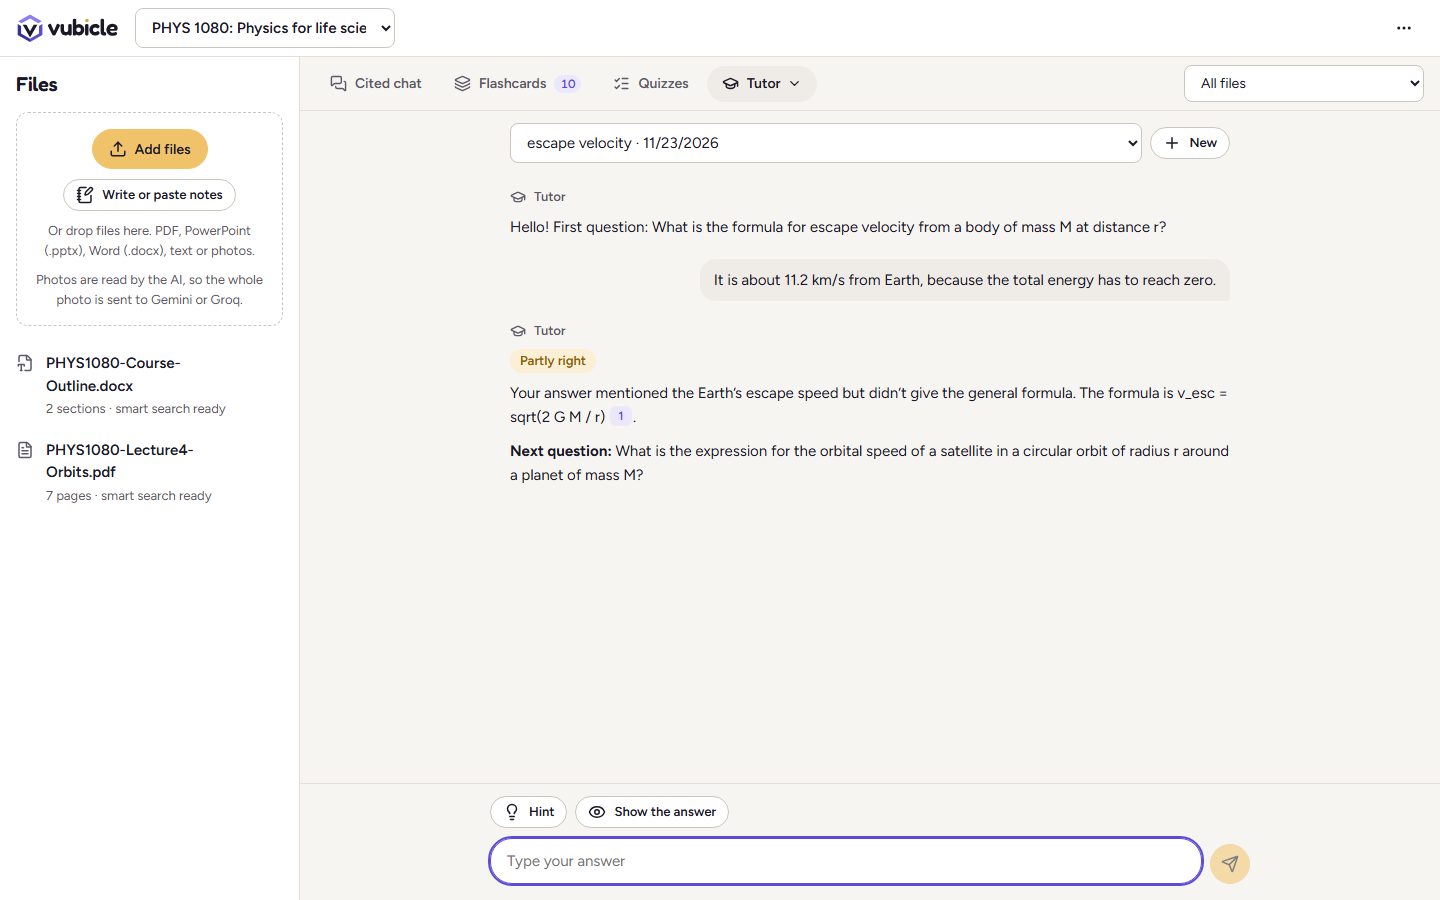 vubicle
PHYS 1080: Physics for life scie
Files
Add files
Write or paste notes
Or drop files here. PDF, PowerPoint
(.pptx), Word (.docx), text or photos.
Photos are read by the AI, so the whole
photo is sent to Gemini or Groq.
PHYS1080-Course-
Outline.docx
2 sections · smart search ready
PHYS1080-Lecture4-
Orbits.pdf
7 pages · smart search ready
Cited chat
Flashcards 10
Quizzes
Tutor
All files
escape velocity · 11/23/2026
New
Tutor
Hello! First question: What is the formula for escape velocity from a body of mass M at distance r?
It is about 11.2 km/s from Earth, because the total energy has to reach zero.
Tutor
Partly right
Your answer mentioned the Earth’s escape speed but didn’t give the general formula. The formula is v_esc =
sqrt(2 G M / r) 1 .
Next question: What is the expression for the orbital speed of a satellite in a circular orbit of radius r around
a planet of mass M?
Hint
Show the answer
Type your answer